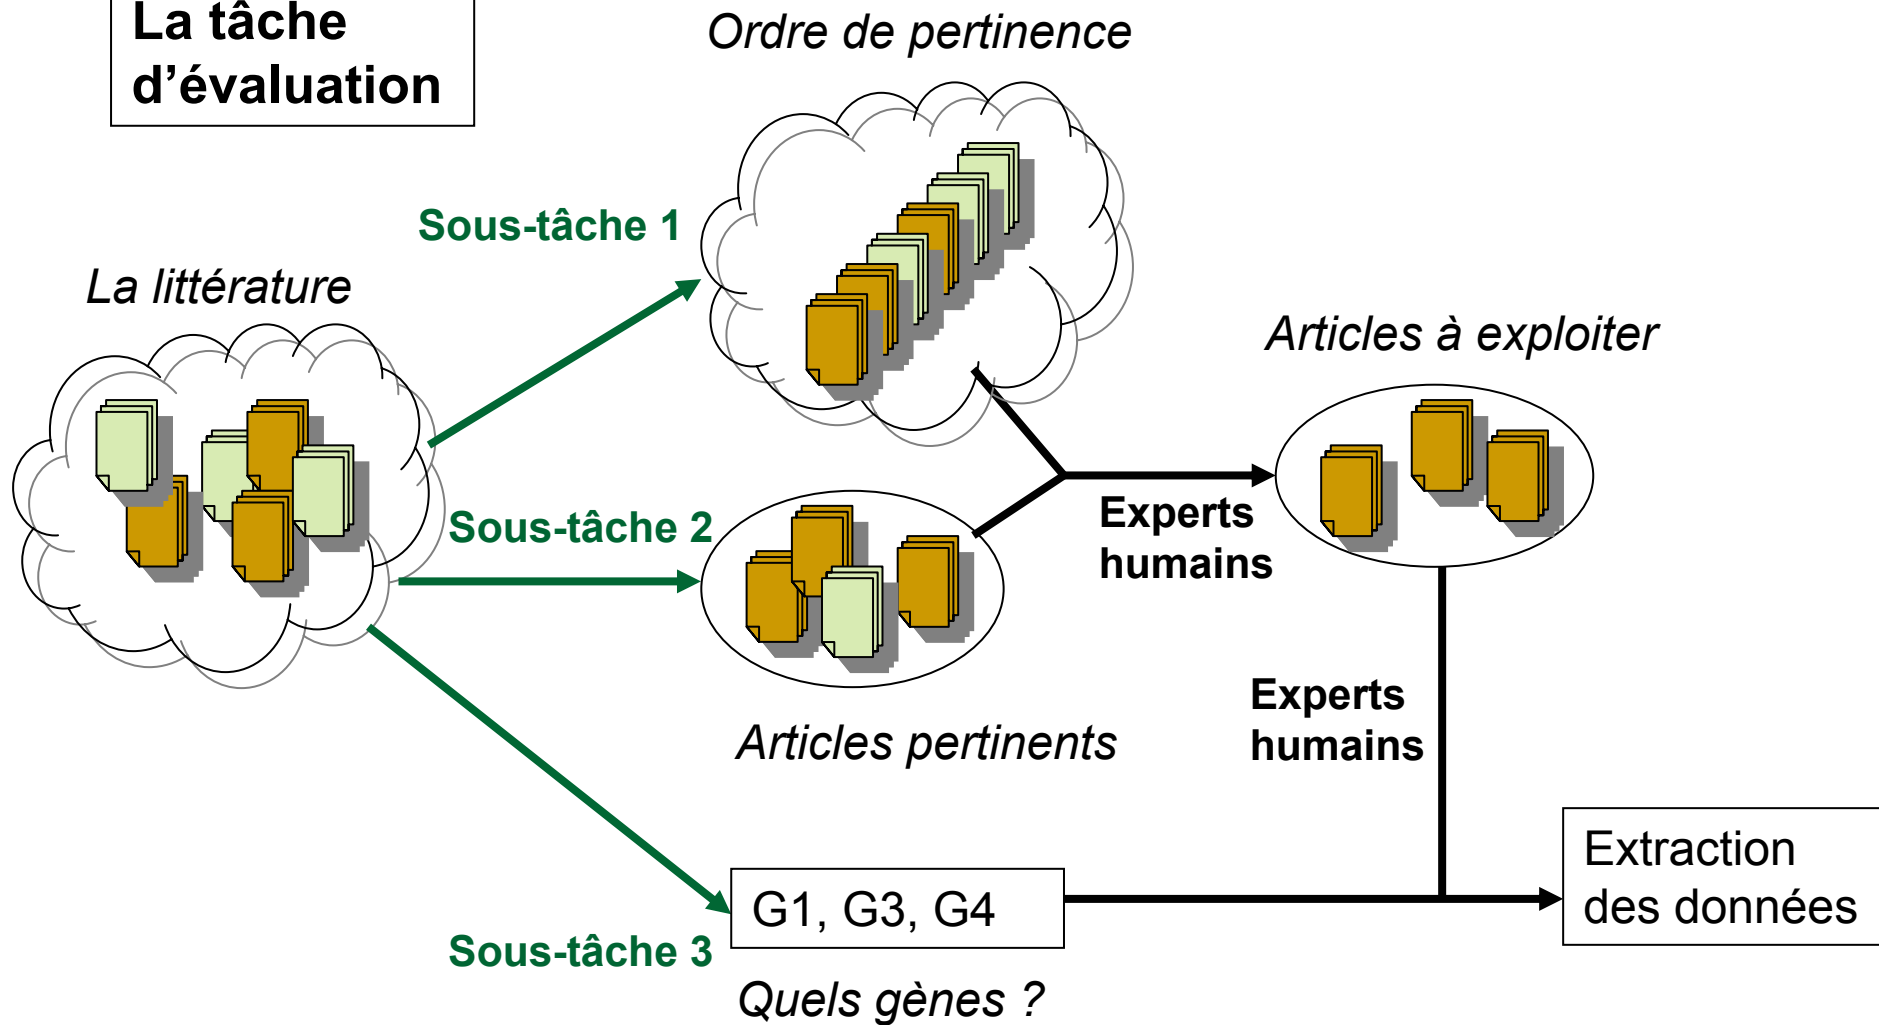 La tâche
d’évaluation
Ordre de pertinence
Sous-tâche 1
La littérature
Articles à exploiter
Sous-tâche 2
Experts
humains
Articles pertinents
Experts
humains
G1, G3, G4
Extraction
des données
Sous-tâche 3
Quels gènes ?